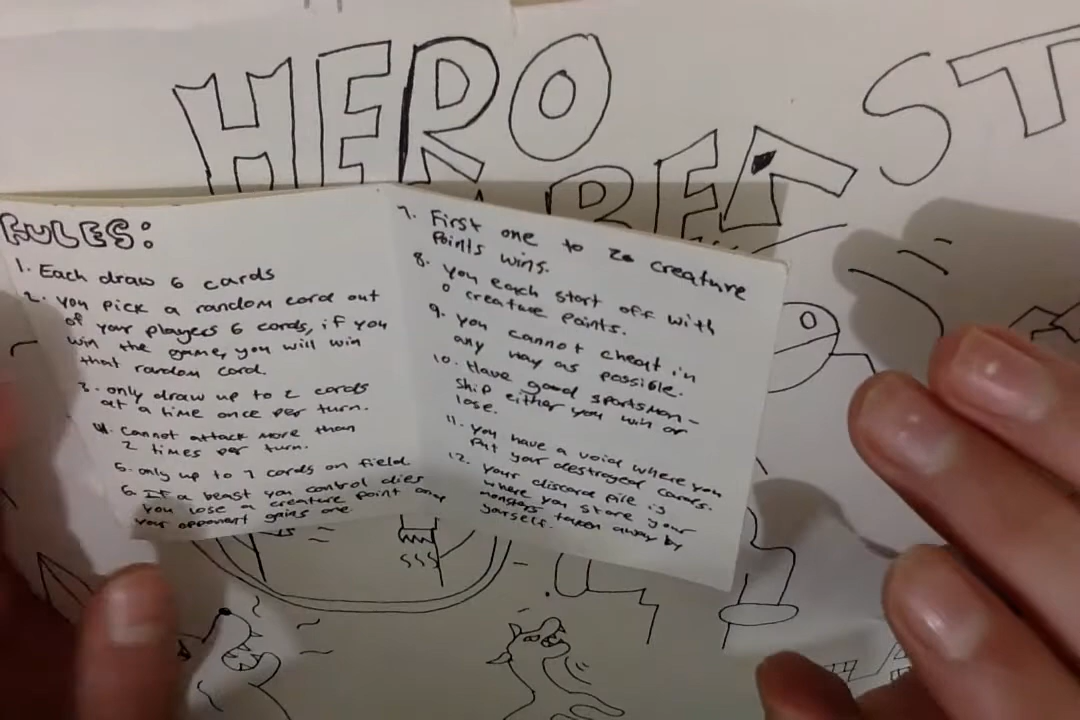 HERO
BEA ST
RULES:
1. Each draw 6 cards
2. you pick a random card out
of your players 6 cards, if you
win the game, you will win
that random card.
3. only draw up to 2 cards
at a time once per turn.
4. Cannot attack more than
2 times per turn.
5. only up to 7 cards on field
6. If a beast you control dies
you lose a creature point and
your opponent gains one
7. First one to 20 creature
Points wins.
8. you each start off with
0 creature points.
9. you cannot cheat in
any way as possible.
10. Have good sportsman-
ship either you win or
lose.
11. you have a void where you
Put your destroyed cards.
12. your discard pile is
where you store your
monsters taken away by
yourself.